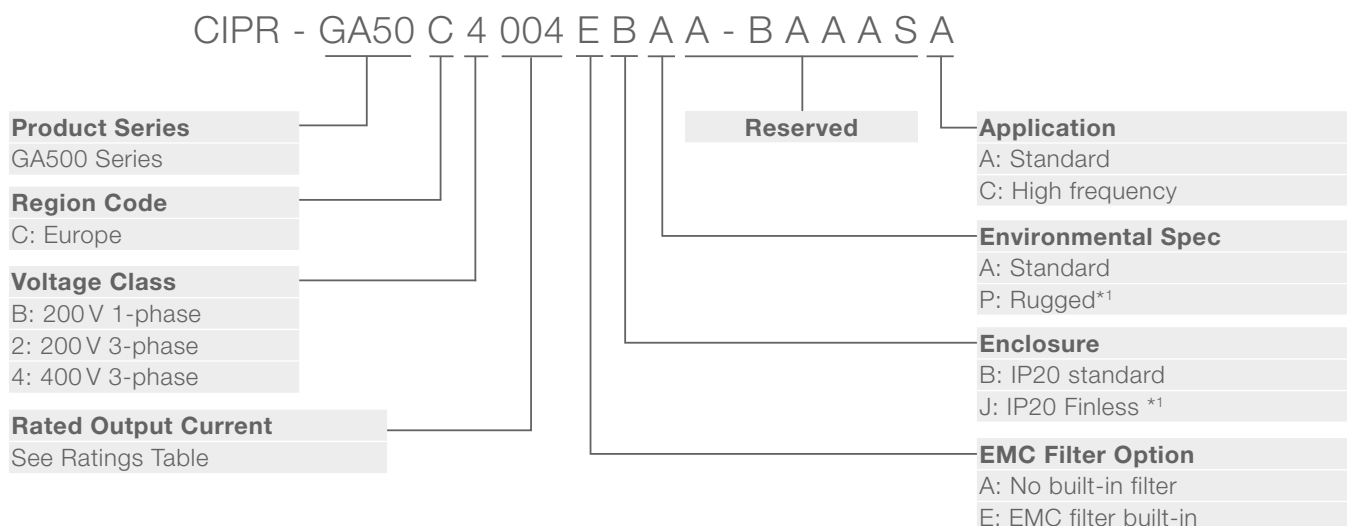 CIPR - GA50 C 4 004 E B A A - B A A A S A
Product Series
GA500 Series
Region Code
C: Europe
Voltage Class
B: 200 V 1-phase
2: 200 V 3-phase
4: 400 V 3-phase
Rated Output Current
See Ratings Table
Reserved
Application
A: Standard
C: High frequency
Environmental Spec
A: Standard
P: Rugged*1
Enclosure
B: IP20 standard
J: IP20 Finless *1
EMC Filter Option
A: No built-in filter
E: EMC filter built-in